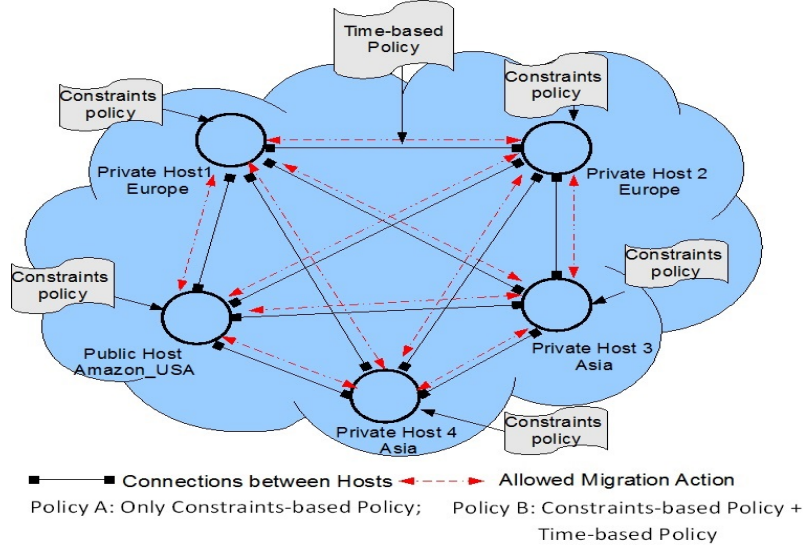 Time-based
Policy
Constraints
policy
Constraints
policy
Private Host1
Europe
Private Host 2
Europe
Constraints
policy
Constraints
policy
Public Host
Amazon_USA
Private Host 3
Asia
Private Host 4
Asia
Constraints
policy
Connections between Hosts
Allowed Migration Action
Policy A: Only Constraints-based Policy;
Policy B: Constraints-based Policy +
Time-based Policy